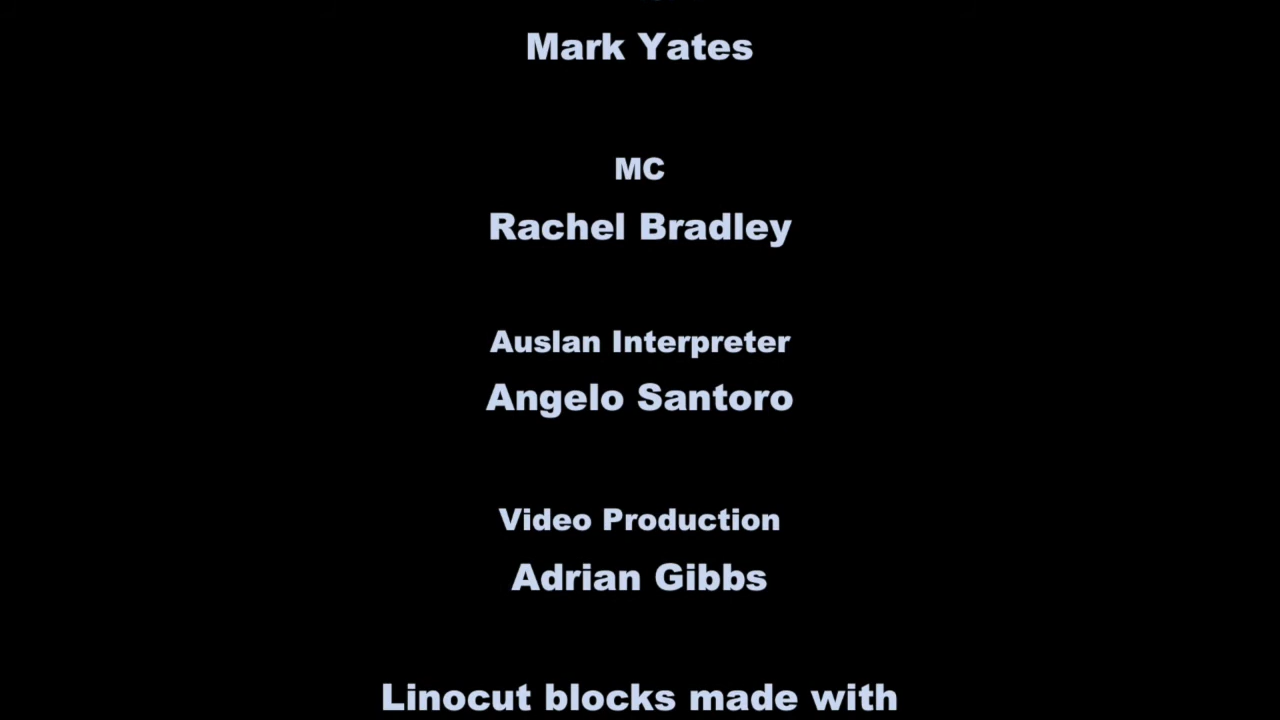 Mark Yates
MC
Rachel Bradley
Auslan Interpreter
Angelo Santoro
Video Production
Adrian Gibbs
Linocut blocks made with